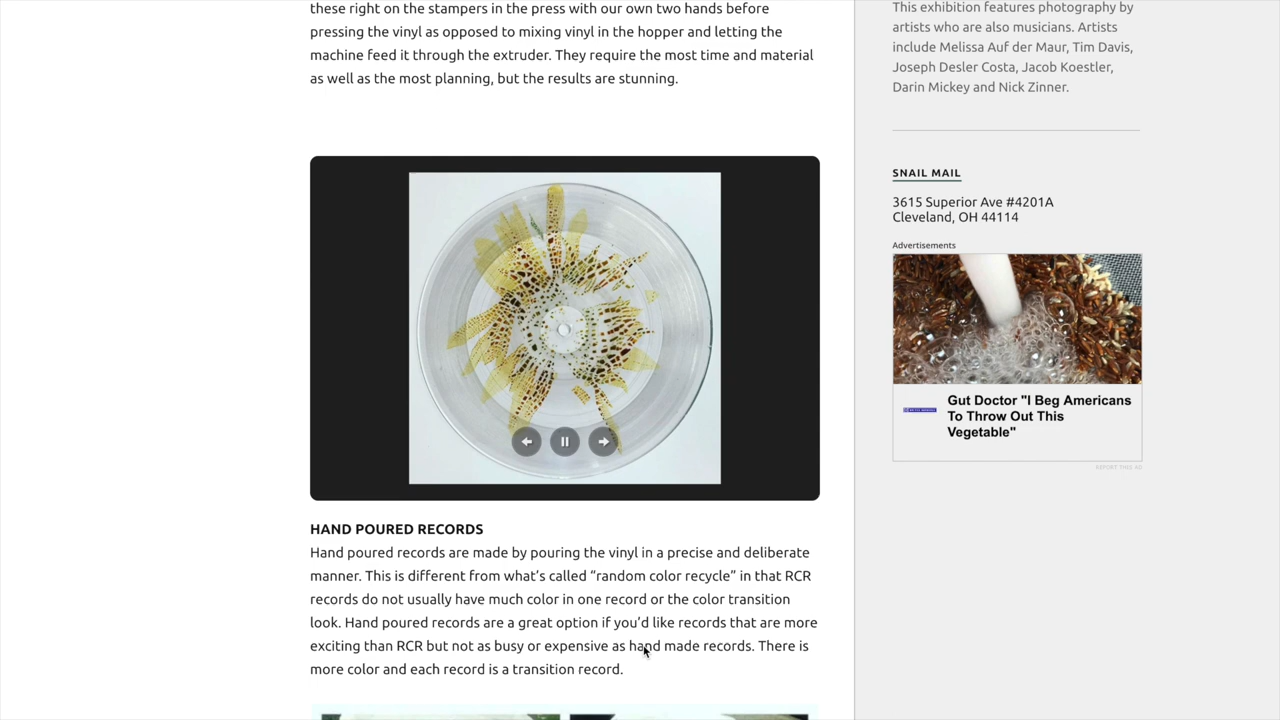 these right on the stampers in the press with our own two hands before
pressing the vinyl as opposed to mixing vinyl in the hopper and letting the
machine feed it through the extruder. They require the most time and material
as well as the most planning, but the results are stunning.
HAND POURED RECORDS
Hand poured records are made by pouring the vinyl in a precise and deliberate
manner. This is different from what’s called “random color recycle” in that RCR
records do not usually have much color in one record or the color transition
look. Hand poured records are a great option if you’d like records that are more
exciting than RCR but not as busy or expensive as hand made records. There is
more color and each record is a transition record.
This exhibition features photography by
artists who are also musicians. Artists
include Melissa Auf der Maur, Tim Davis,
Joseph Desler Costa, Jacob Koestler,
Darin Mickey and Nick Zinner.
SNAIL MAIL
3615 Superior Ave #4201A
Cleveland, OH 44114
Advertisements
Gut Doctor "I Beg Americans
To Throw Out This
Vegetable"
REPORT THIS AD